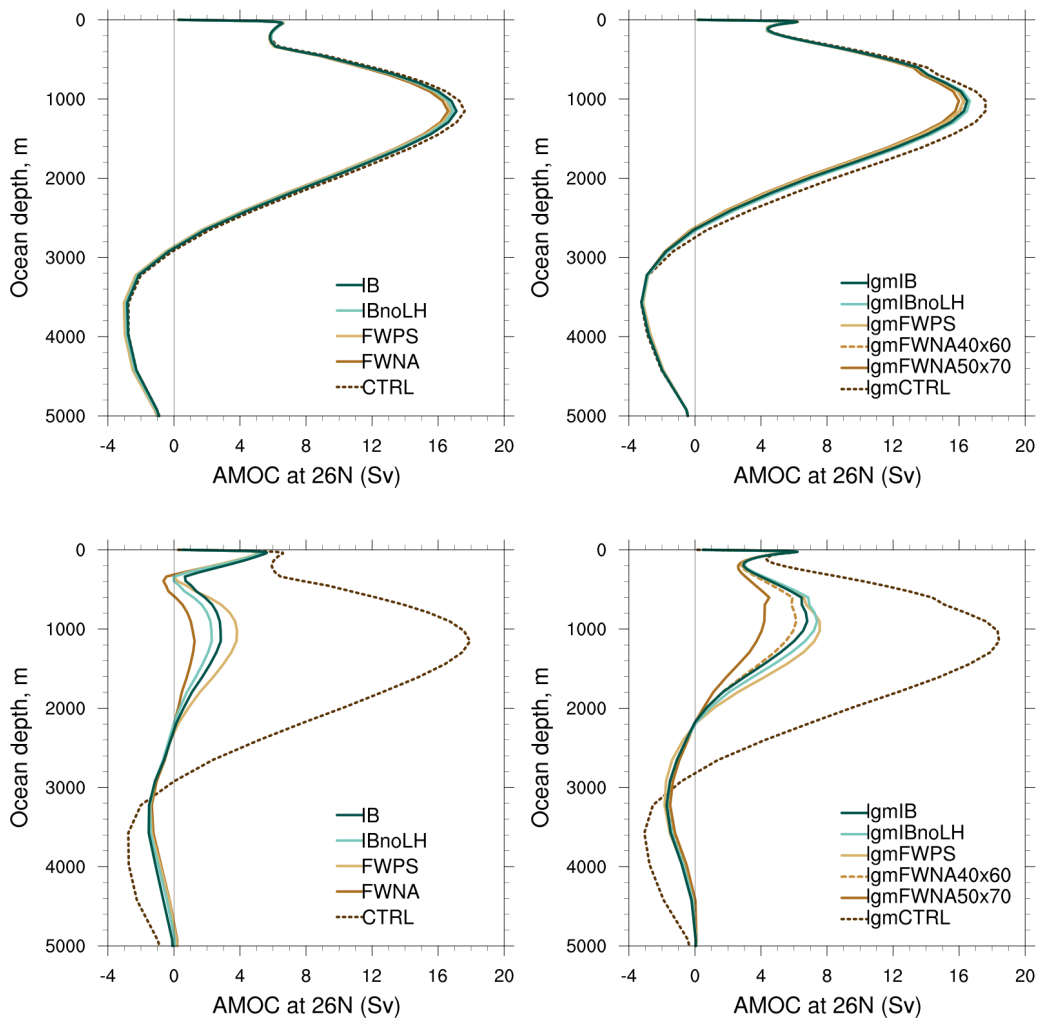 0
1000
2000
3000
4000
5000
Ocean depth, m
-4 0 4 8 12 16 20
AMOC at 26N (Sv)
IB
IBnoLH
FWPS
FWNA
CTRL
0
1000
2000
3000
4000
5000
Ocean depth, m
-4 0 4 8 12 16 20
AMOC at 26N (Sv)
lgmIB
lgmIBnoLH
lgmFWPS
lgmFWNA40x60
lgmFWNA50x70
lgmCTRL
0
1000
2000
3000
4000
5000
Ocean depth, m
-4 0 4 8 12 16 20
AMOC at 26N (Sv)
IB
IBnoLH
FWPS
FWNA
CTRL
0
1000
2000
3000
4000
5000
Ocean depth, m
-4 0 4 8 12 16 20
AMOC at 26N (Sv)
lgmIB
lgmIBnoLH
lgmFWPS
lgmFWNA40x60
lgmFWNA50x70
lgmCTRL